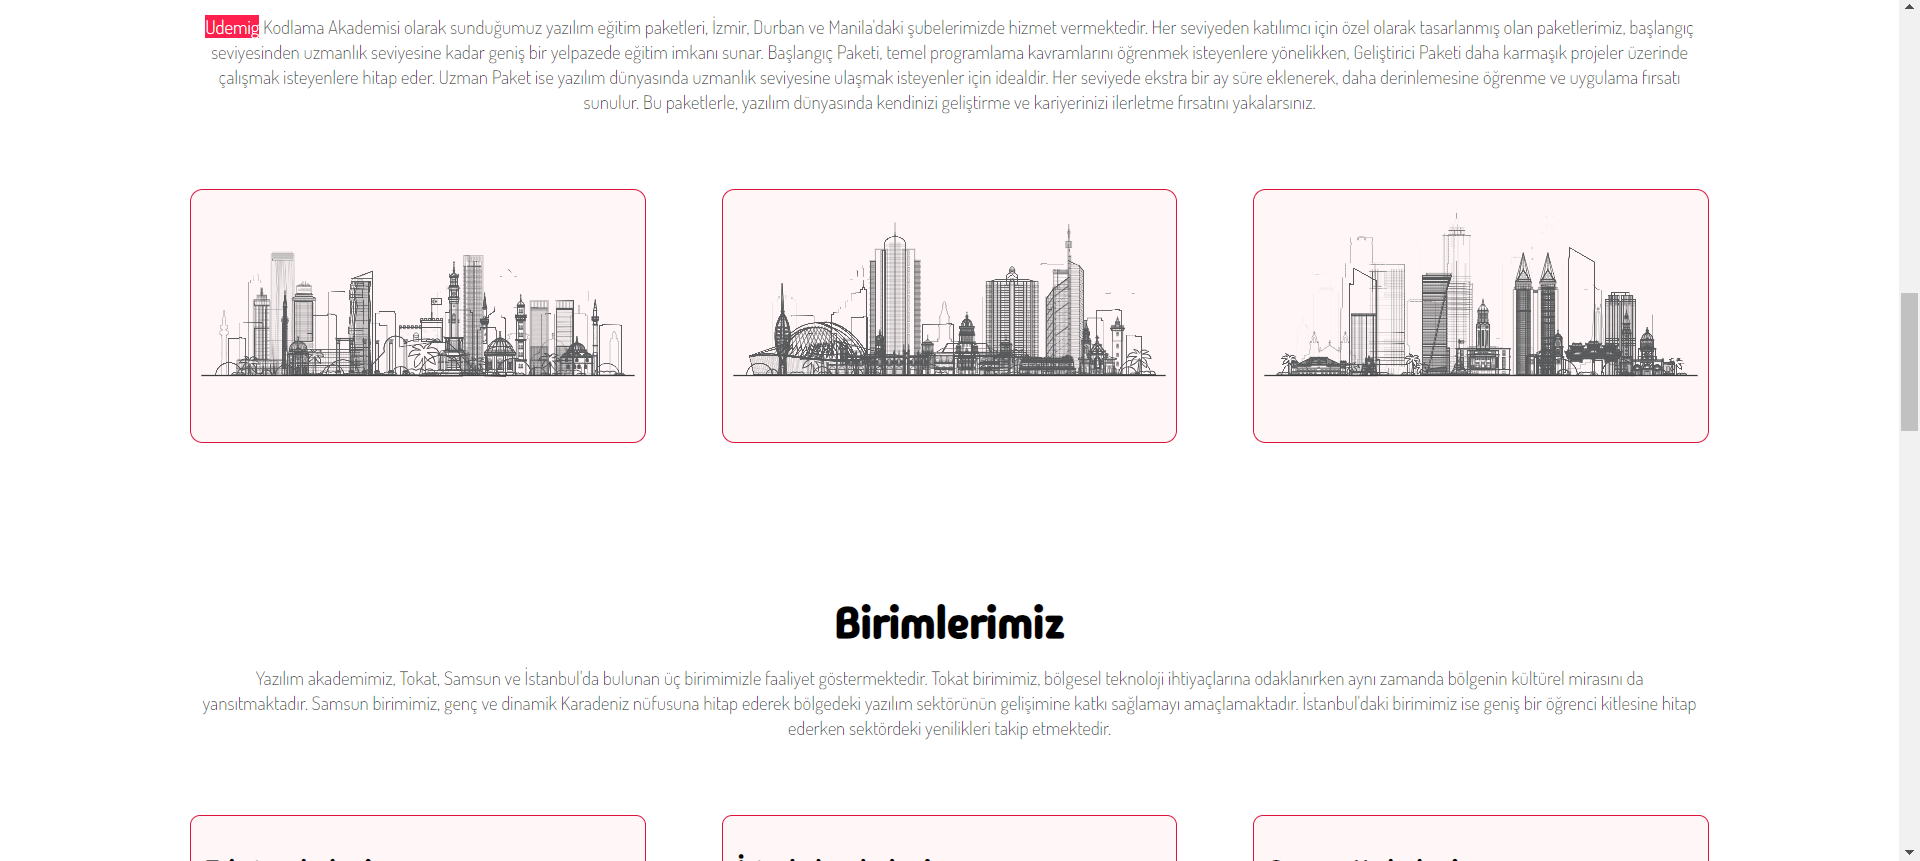 Udemig Kodlama Akademisi olarak sunduğumuz yazılım eğitim paketleri, İzmir, Durban ve Manila'daki şubelerimizde hizmet vermektedir. Her seviyeden katılımcı için özel olarak tasarlanmış olan paketlerimiz, başlangıç
seviyesinden uzmanlık seviyesine kadar geniş bir yelpazede eğitim imkanı sunar. Başlangıç Paketi, temel programlama kavramlarını öğrenmek isteyenlere yönelikken, Geliştirici Paketi daha karmaşık projeler üzerinde
çalışmak isteyenlere hitap eder. Uzman Paket ise yazılım dünyasında uzmanlık seviyesine ulaşmak isteyenler için idealdir. Her seviyede ekstra bir ay süre eklenerek, daha derinlemesine öğrenme ve uygulama fırsatı
sunulur. Bu paketlerle, yazılım dünyasında kendinizi geliştirme ve kariyerinizi ilerletme fırsatını yakalarsınız.
Birimlerimiz
Yazılım akademimiz, Tokat, Samsun ve İstanbul'da bulunan üç birimimizle faaliyet göstermektedir. Tokat birimimiz, bölgesel teknoloji ihtiyaçlarına odaklanırken aynı zamanda bölgenin kültürel mirasını da
yansıtmaktadır. Samsun birimimiz, genç ve dinamik Karadeniz nüfusuna hitap ederek bölgedeki yazılım sektörünün gelişimine katkı sağlamayı amaçlamaktadır. İstanbul'daki birimimiz ise geniş bir öğrenci kitlesine hitap
ederken sektördeki yenilikleri takip etmektedir.